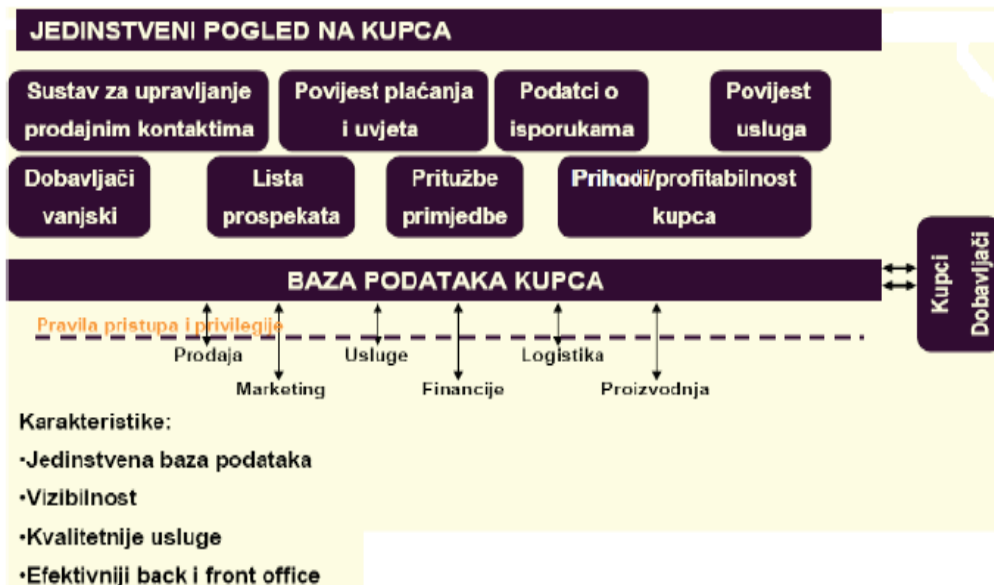 JEDINSTVENI POGLED NA KUPCA
Sustav za upravljanje
prodajnim kontaktima
Povijest plaćanja
i uvjeta
Podatci o
isporukama
Povijest
usluga
Dobavljači
vanjski
Lista
prospekata
Pritužbe
primjedbe
Prihodi/profitabilnost
kupca
BAZA PODATAKA KUPCA
Kupci
Dobavljači
Pravila pristupa i privilegije
Prodaja
Usluge
Logistika
Marketing
Financije
Proizvodnja
Karakteristike:
•Jedinstvena baza podataka
•Vizibilnost
•Kvalitetnije usluge
•Efektivniji back i front office